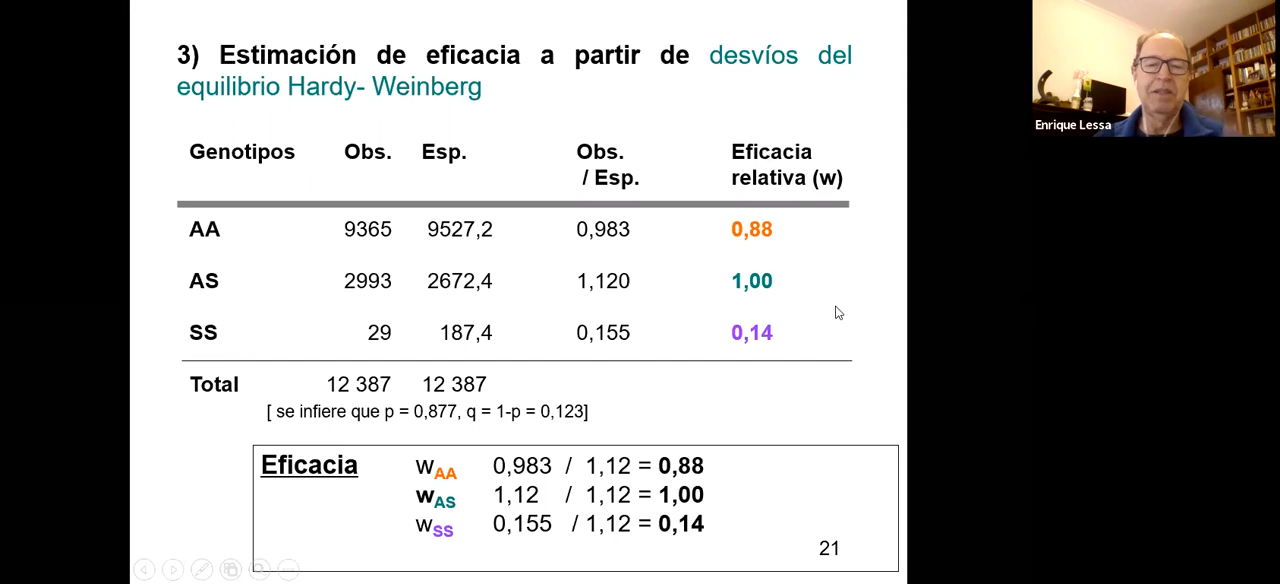 3) Estimación de eficacia a partir de desvíos del
equilibrio Hardy- Weinberg
Enrique Lessa
Genotipos Obs. Esp. Obs. Eficacia
/ Esp. relativa (w)
AA 9365 9527,2 0,983 0,88
AS 2993 2672,4 1,120 1,00
SS 29 187,4 0,155 0,14
Total 12 387 12 387
[ se infiere que p = 0,877, q = 1-p = 0,123]
Eficacia wAA 0,983 / 1,12 = 0,88
wAS 1,12 / 1,12 = 1,00
wSS 0,155 / 1,12 = 0,14
21